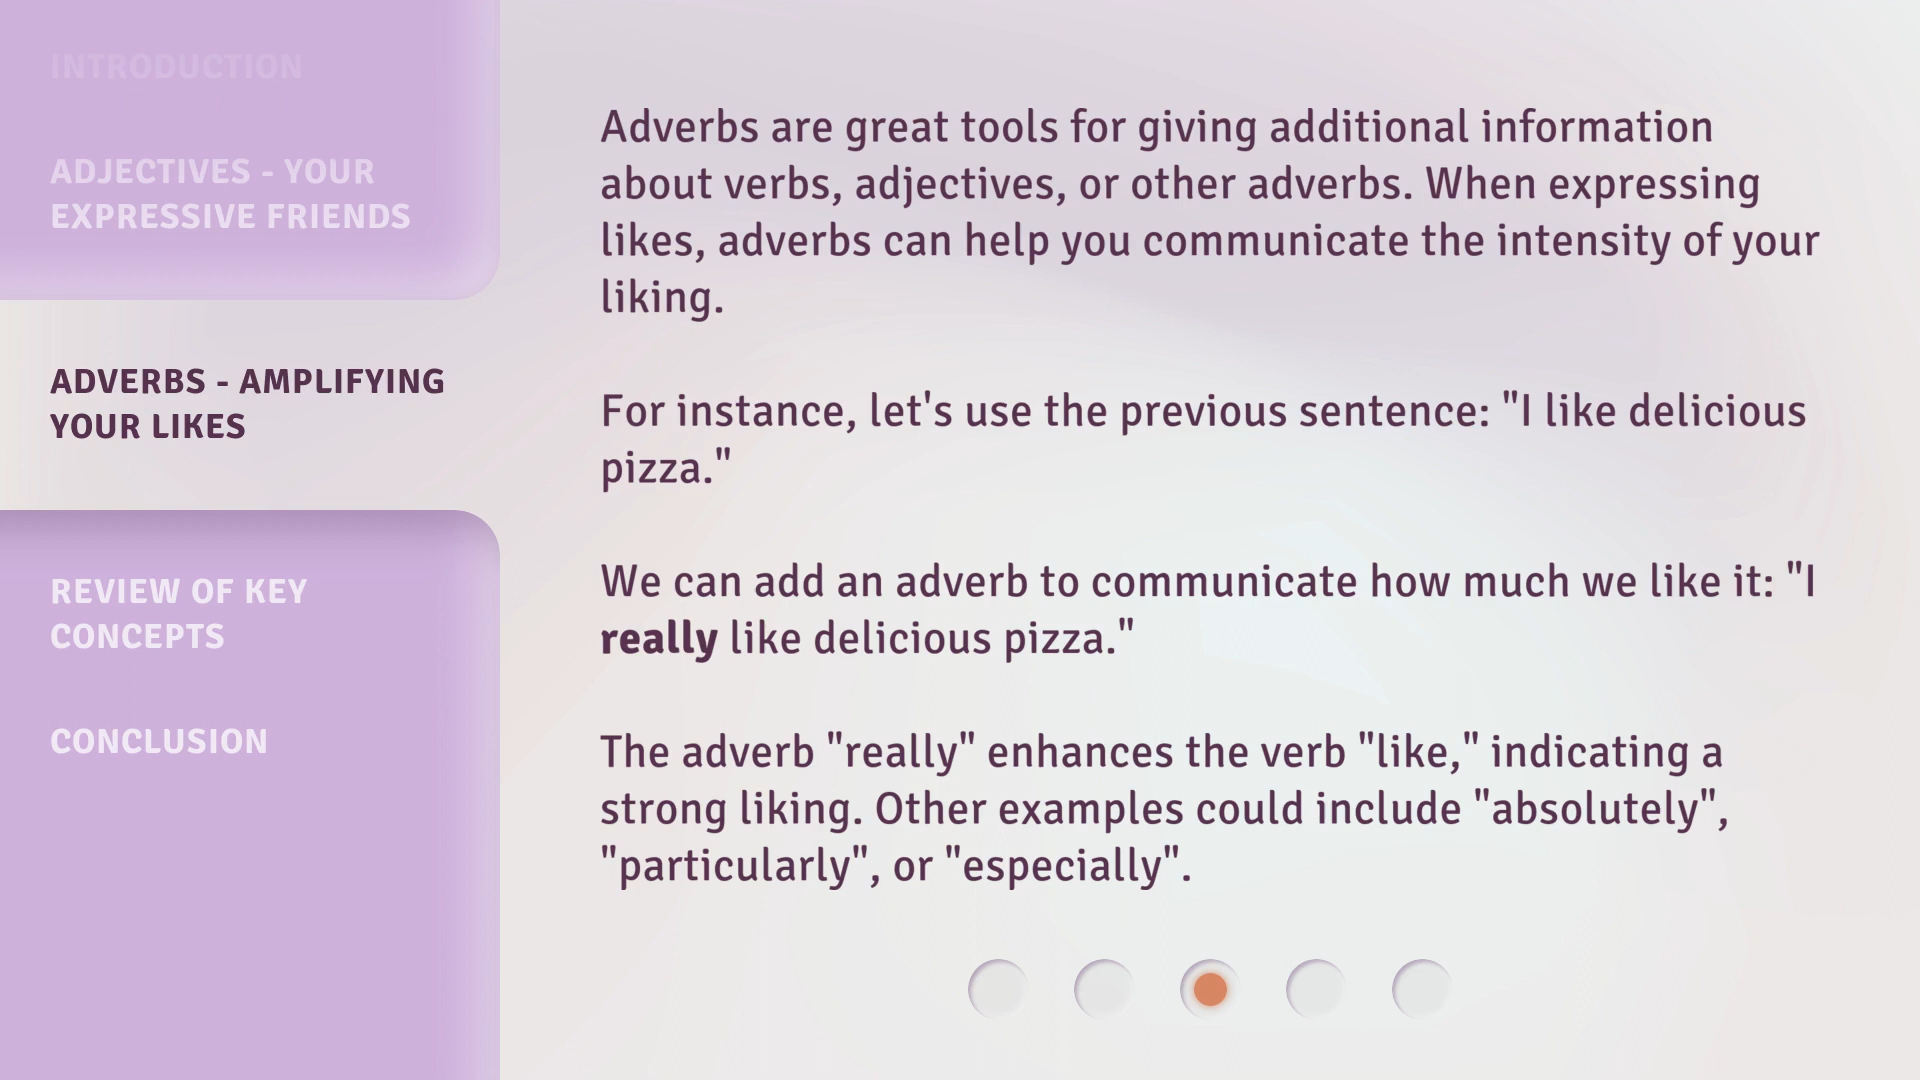 INTRODUCTION
ADJECTIVES - YOUR
EXPRESSIVE FRIENDS
ADVERBS - AMPLIFYING
YOUR LIKES
REVIEW OF KEY
CONCEPTS
CONCLUSION
Adverbs are great tools for giving additional information
about verbs, adjectives, or other adverbs. When expressing
likes, adverbs can help you communicate the intensity of your
liking.
For instance, let's use the previous sentence: "I like delicious
pizza."
We can add an adverb to communicate how much we like it: "I
really like delicious pizza."
The adverb "really" enhances the verb "like," indicating a
strong liking. Other examples could include "absolutely",
"particularly", or "especially".